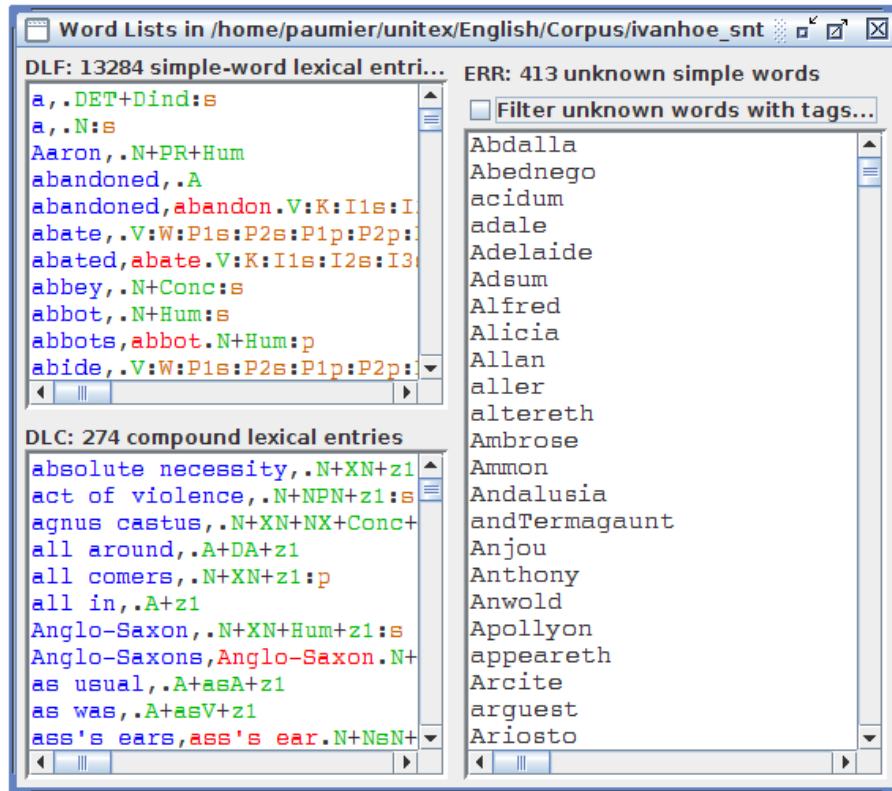 Word Lists in /home/paumier/unitex/English/Corpus/ivanhoe_snt
DLF: 13284 simple-word lexical entri...
a,.DET+Dind:s
a,.N:s
Aaron,.N+PR+Hum
abandoned,.A
abandoned,abandon.V:K:I1s:I
abate,.V:W:P1s:P2s:P1p:P2p:
abated,abate.V:K:I1s:I2s:I3s
abbey,.N+Conc:s
abbot,.N+Hum:s
abbots,abbot.N+Hum:p
abide,.V:W:P1s:P2s:P1p:P2p:
DLC: 274 compound lexical entries
absolute necessity,.N+XN+z1
act of violence,.N+NPN+z1:s
agnus castus,.N+XN+NX+Conc+
all around,.A+DA+z1
all comers,.N+XN+z1:p
all in,.A+z1
Anglo-Saxon,.N+XN+Hum+z1:s
Anglo-Saxons,Anglo-Saxon.N+
as usual,.A+asA+z1
as was,.A+asV+z1
ass's ears,ass's ear.N+NsN+
ERR: 413 unknown simple words
Filter unknown words with tags...
Abdalla
Abednego
acidum
adale
Adelaide
Adsum
Alfred
Alicia
Allan
aller
altereth
Ambrose
Ammon
Andalusia
andTermagaunt
Anjou
Anthony
Anwold
Apollyon
appeareth
Arcite
arguest
Ariosto